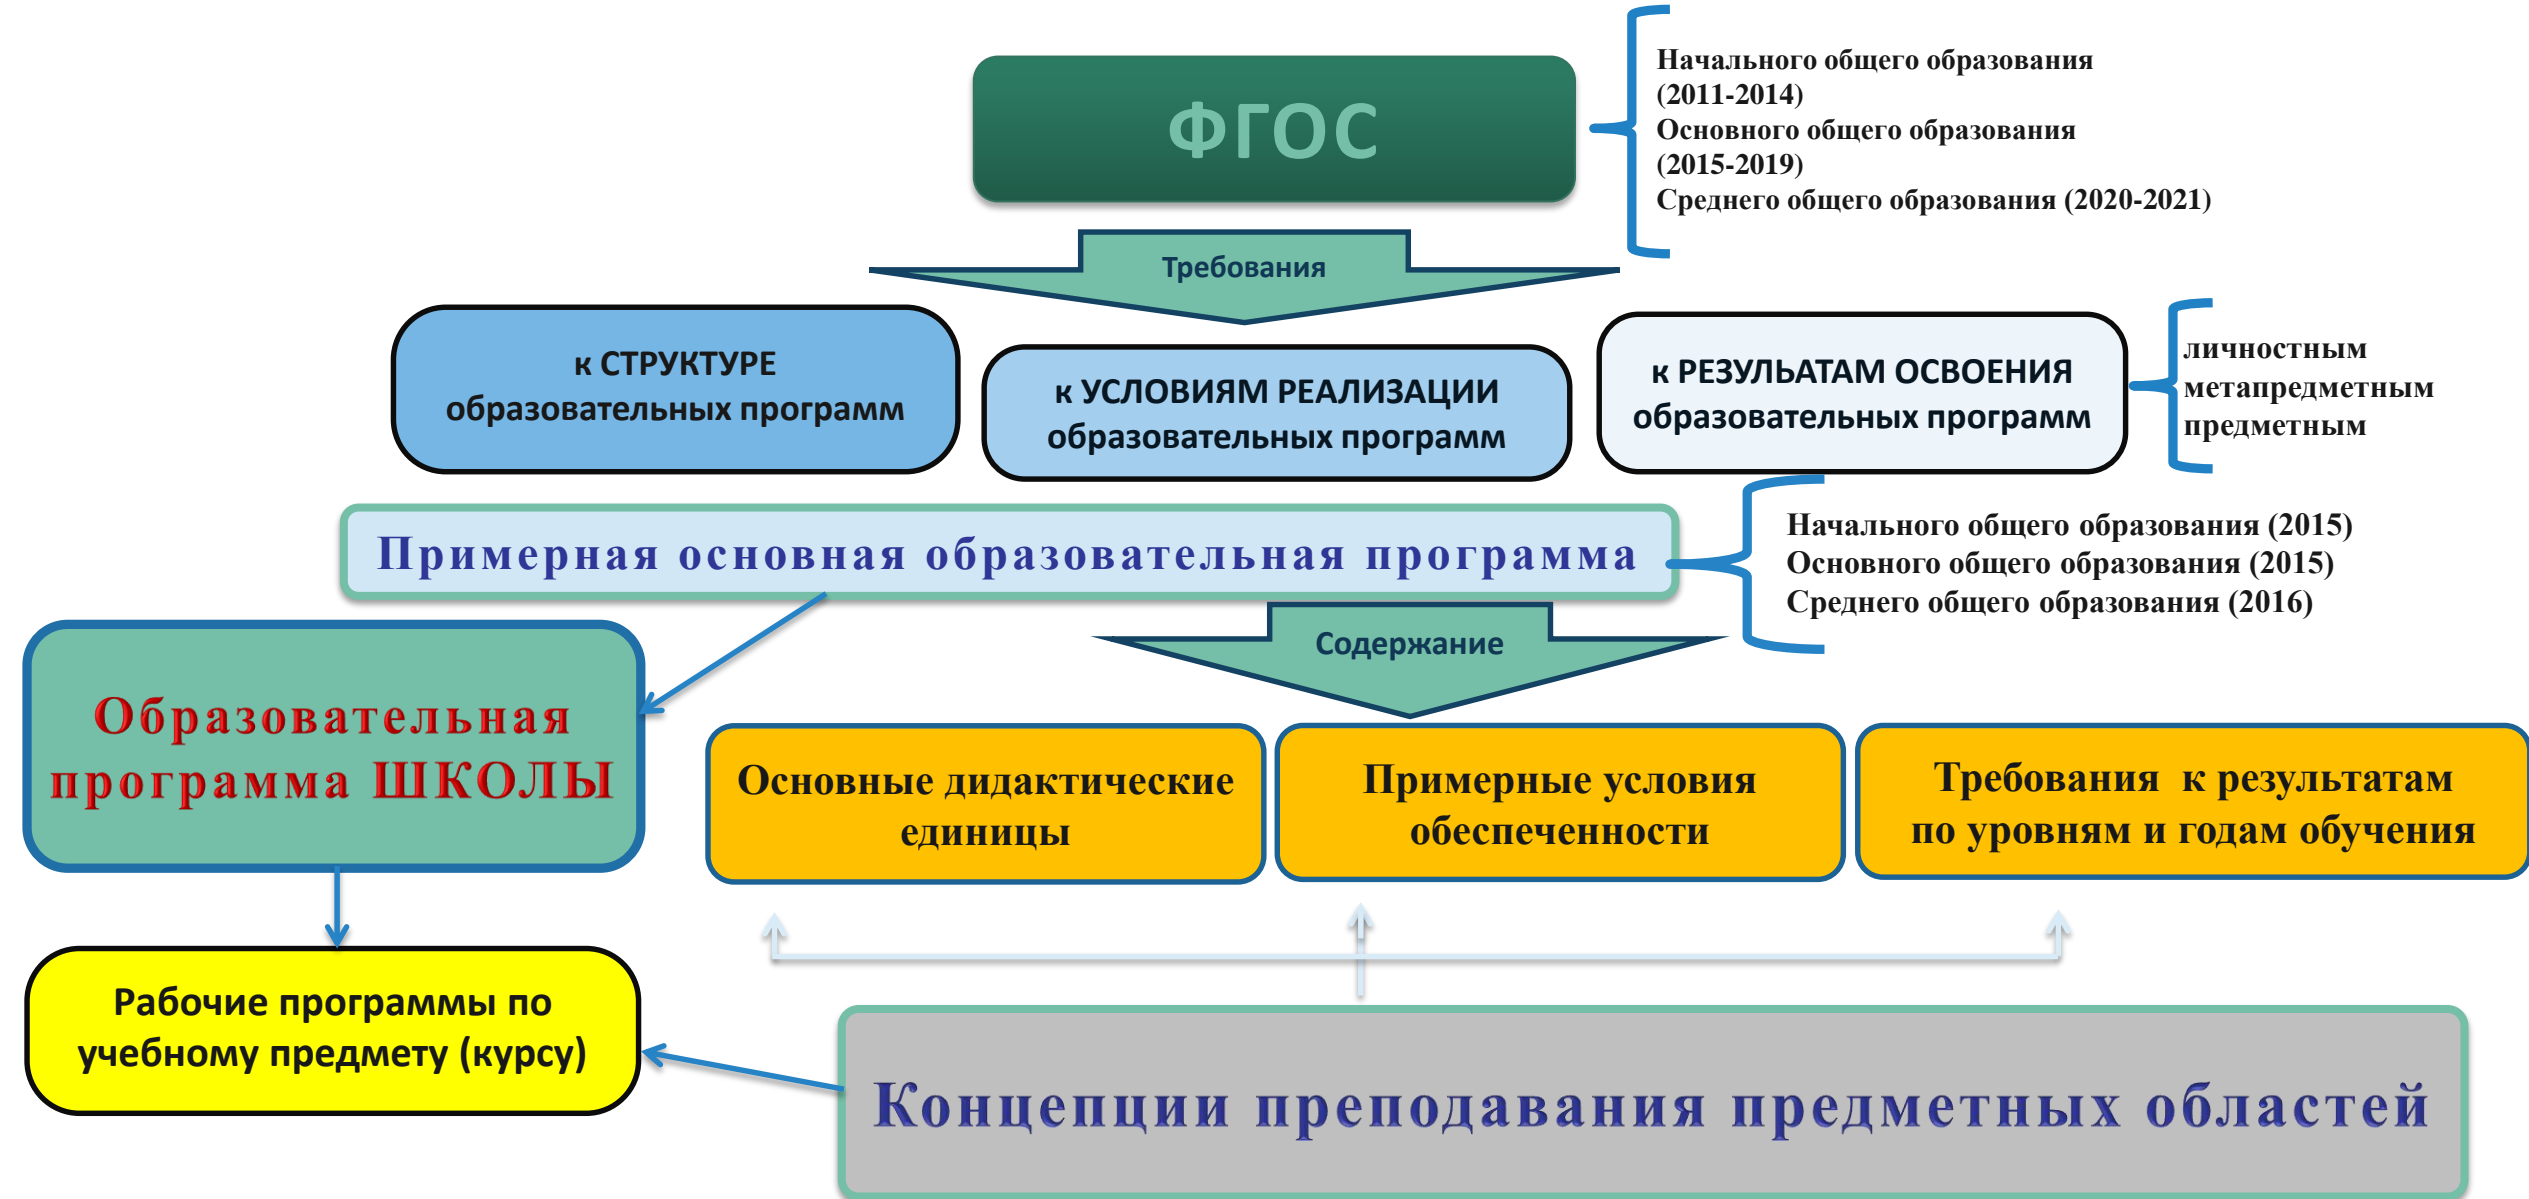 ФГОС
Начального общего образования
(2011-2014)
Основного общего образования
(2015-2019)
Среднего общего образования (2020-2021)
Требования
к СТРУКТУРЕ
образовательных программ
к УСЛОВИЯМ РЕАЛИЗАЦИИ
образовательных программ
к РЕЗУЛЬАТАМ ОСВОЕНИЯ
образовательных программ
личностным
метапредметным
предметным
Примерная основная образовательная программа
Начального общего образования (2015)
Основного общего образования (2015)
Среднего общего образования (2016)
Содержание
Образовательная
программа ШКОЛЫ
Основные дидактические
единицы
Примерные условия
обеспеченности
Требования к результатам
по уровням и годам обучения
Рабочие программы по
учебному предмету (курсу)
Концепции преподавания предметных областей